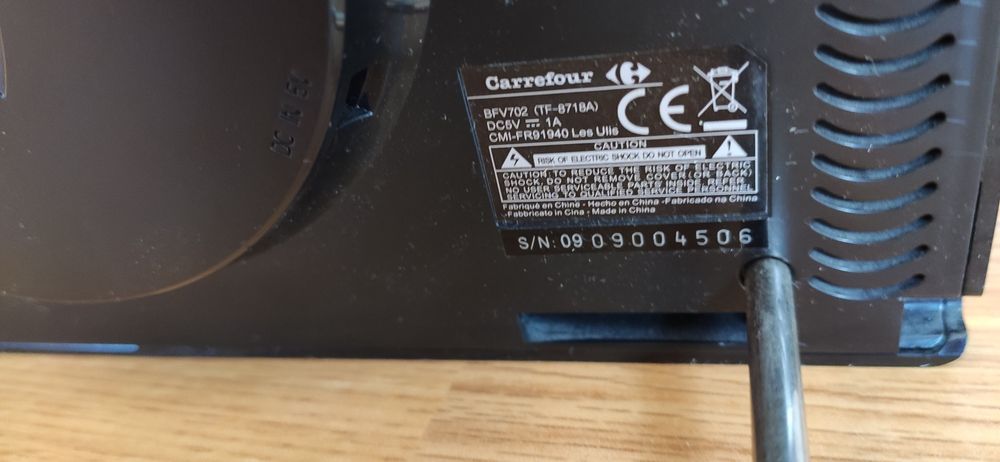 Carrefour
BFV702 (TF-8718A)
DC5V ⎓ 1A
CMI-FR91940 Les Ulis
CE
CAUTION
RISK OF ELECTRIC SHOCK DO NOT OPEN
CAUTION: TO REDUCE THE RISK OF ELECTRIC
SHOCK, DO NOT REMOVE COVER (OR BACK)
NO USER SERVICEABLE PARTS INSIDE. REFER
SERVICING TO QUALIFIED SERVICE PERSONNEL
Fabriqué en Chine - Hecho en China -Fabricado na China
-Fabbricato in Cina - Made in China
S/N: 09 09004506
DC IN 5V